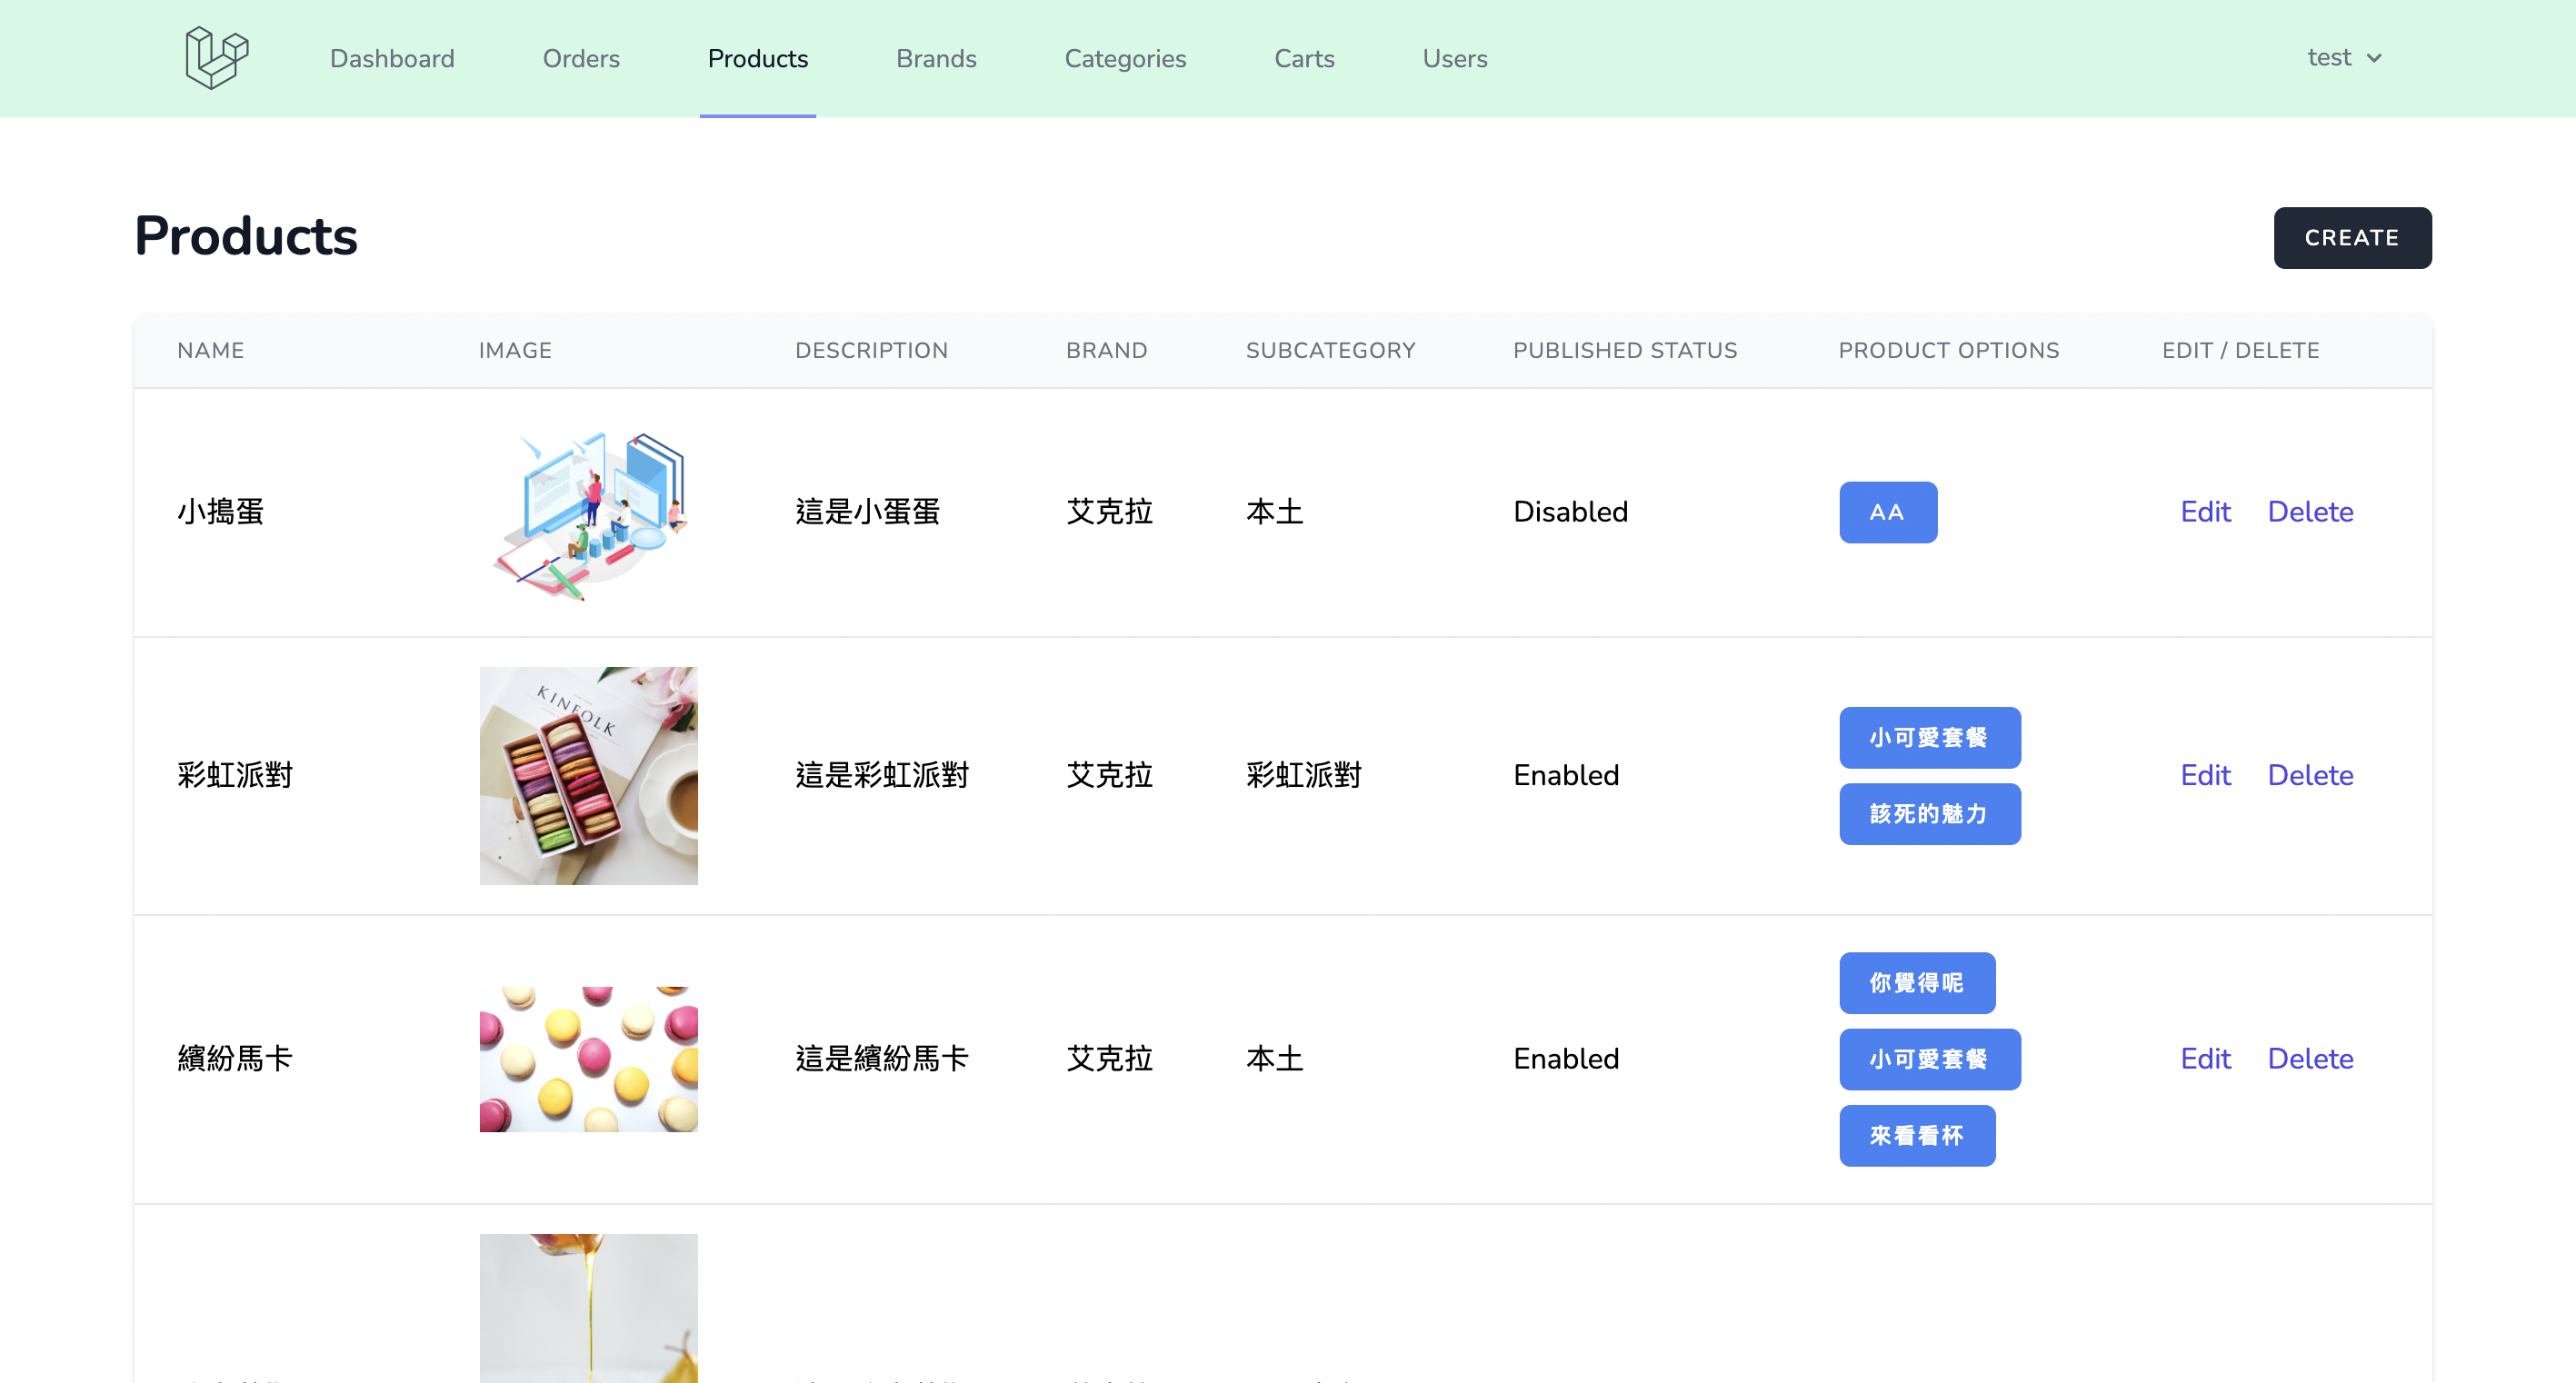 Dashboard Orders Products Brands Categories Carts Users test
Products CREATE
NAME IMAGE DESCRIPTION BRAND SUBCATEGORY PUBLISHED STATUS PRODUCT OPTIONS EDIT / DELETE
小搗蛋 這是小蛋蛋 艾克拉 本土 Disabled AA Edit Delete
KINFOLK
小可愛套餐
彩虹派對 這是彩虹派對 艾克拉 彩虹派對 Enabled Edit Delete
該死的魅力
你覺得呢
繽紛馬卡 這是繽紛馬卡 艾克拉 本土 Enabled 小可愛套餐 Edit Delete
來看看杯